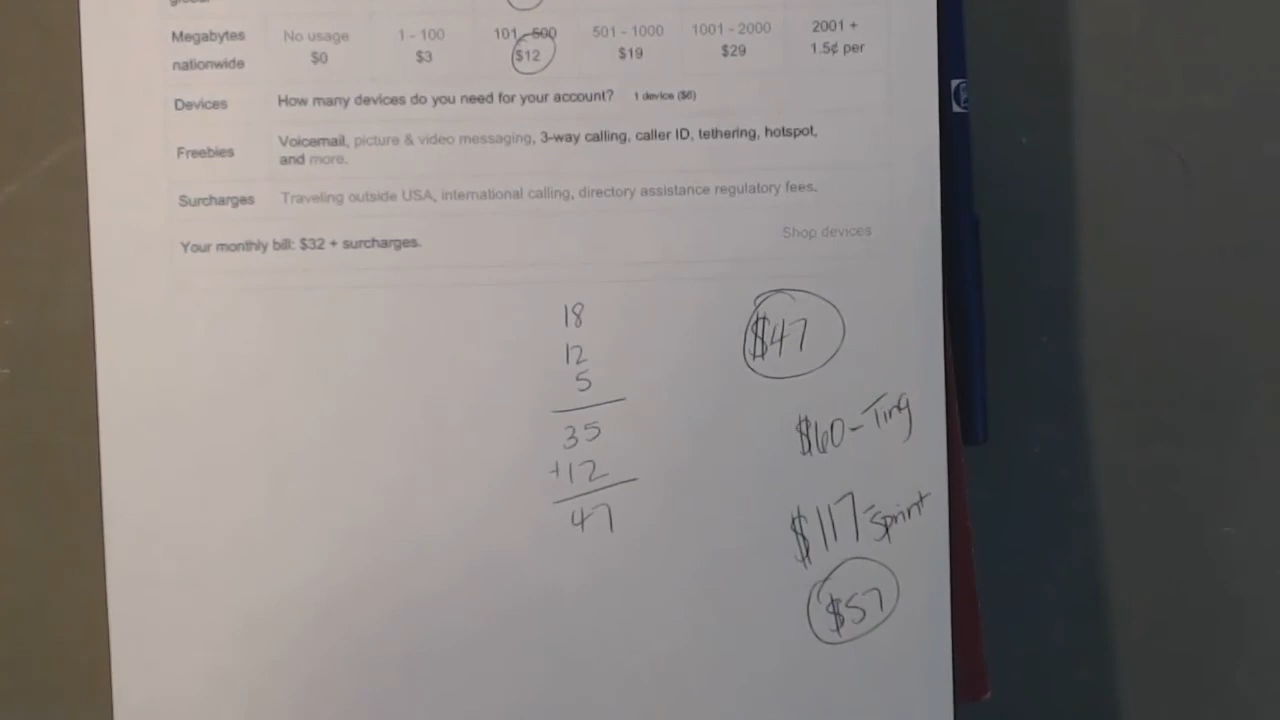 Megabytes nationwide
No usage $0
1 - 100 $3
101 - 500 $12
501 - 1000 $19
1001 - 2000 $29
2001 + 1.5¢ per
Devices How many devices do you need for your account? 1 device ($6)
Freebies Voicemail, picture & video messaging, 3-way calling, caller ID, tethering, hotspot,
and more.
Surcharges Traveling outside USA, international calling, directory assistance regulatory fees.
Your monthly bill: $32 + surcharges. Shop devices
18
12
5
35
+12
47
$47
$60 - Ting
$117 - Sprint
$57